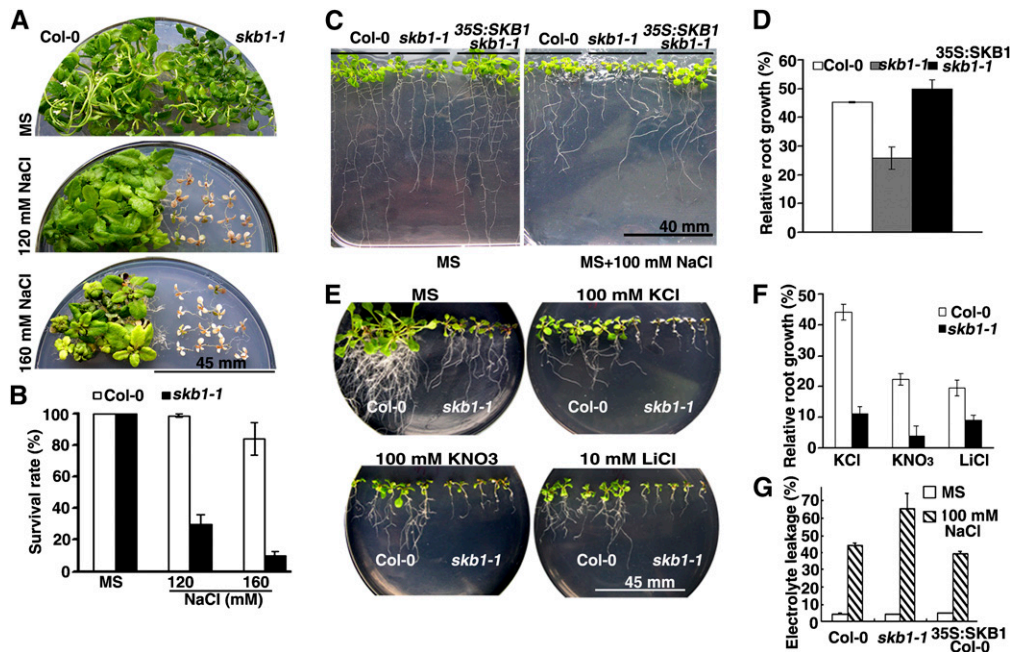 A
Col-0
skb1-1
MS
120 mM NaCl
160 mM NaCl
45 mm
B
Col-0
skb1-1
Survival rate (%)
100
80
60
40
20
0
MS
120
160
NaCl (mM)
C
Col-0
skb1-1
35S:SKB1
skb1-1
Col-0
skb1-1
35S:SKB1
skb1-1
40 mm
MS
MS+100 mM NaCl
D
Col-0
skb1-1
35S:SKB1
skb1-1
Relative root growth (%)
60
50
40
30
20
10
0
E
MS
Col-0
skb1-1
100 mM KCl
Col-0
skb1-1
100 mM KNO3
Col-0
skb1-1
10 mM LiCl
Col-0
skb1-1
45 mm
F
Col-0
skb1-1
Relative root growth (%)
50
40
30
20
10
0
KCl
KNO3
LiCl
G
MS
100 mM
NaCl
Electrolyte leakage (%)
80
70
60
50
40
30
20
10
0
Col-0
skb1-1
35S:SKB1
Col-0